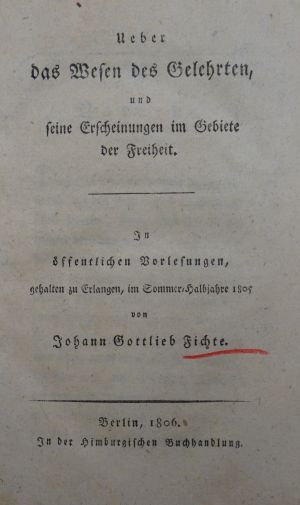 Ueber
das Wesen des Gelehrten,
und
seine Erscheinungen im Gebiete
der Freiheit.
In
öffentlichen Vorlesungen,
gehalten zu Erlangen, im Sommer-Halbjahre 1805
von
Johann Gottlieb Fichte.
Berlin, 1806.
In der Himburgischen Buchhandlung.